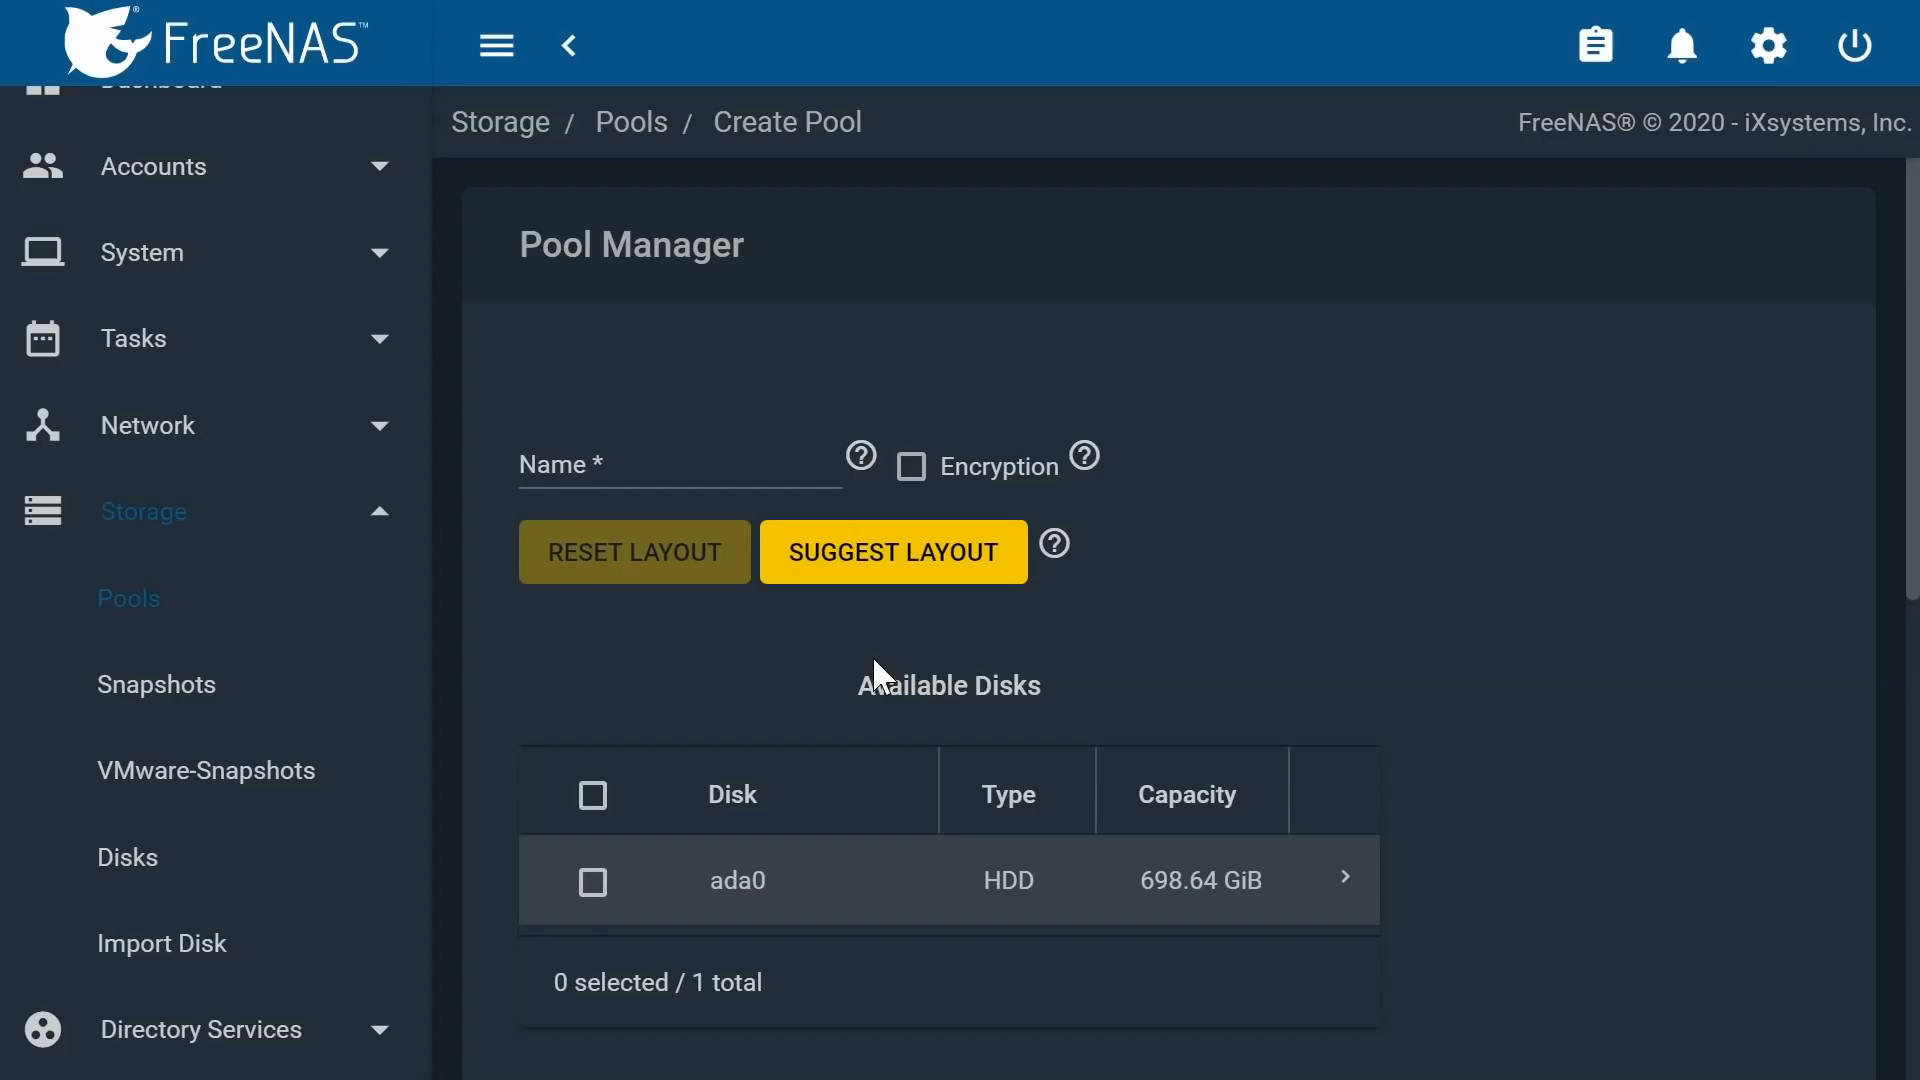 FreeNAS™
Storage / Pools / Create Pool
FreeNAS® © 2020 - iXsystems, Inc.
Dashboard
Accounts
System
Tasks
Network
Storage
Pools
Snapshots
VMware-Snapshots
Disks
Import Disk
Directory Services
Pool Manager
Name *
Encryption
RESET LAYOUT
SUGGEST LAYOUT
Available Disks
Disk Type Capacity
ada0 HDD 698.64 GiB
0 selected / 1 total